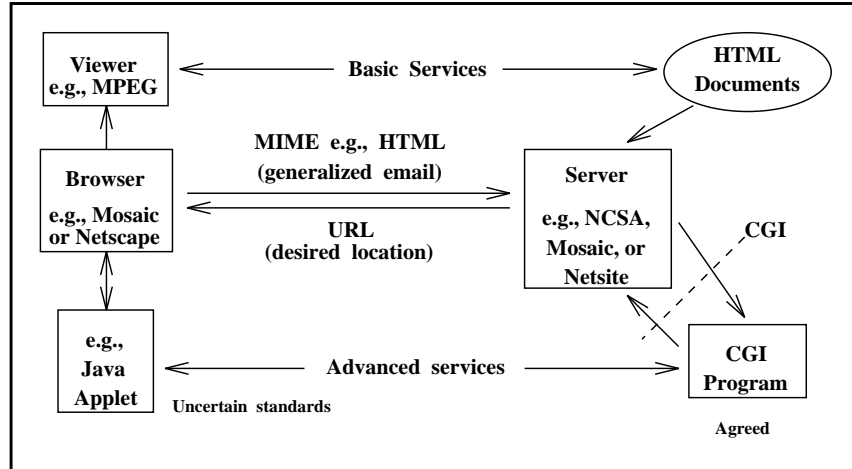 Viewer
e.g., MPEG
Basic Services
HTML
Documents
MIME e.g., HTML
(generalized email)
Browser
e.g., Mosaic
or Netscape
URL
(desired location)
Server
e.g., NCSA,
Mosaic, or
Netsite
CGI
e.g.,
Java
Applet
Advanced services
CGI
Program
Uncertain standards
Agreed